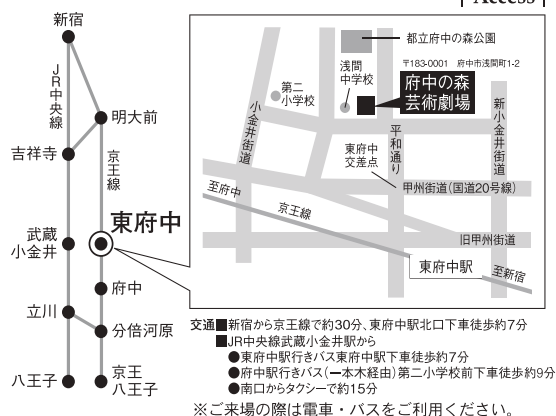 Access
新宿
JR中央線
明大前
吉祥寺
京王線
東府中
武蔵
小金井
府中
立川
分倍河原
八王子
京王
八王子
都立府中の森公園
〒183-0001 府中市浅間町1-2
浅間
中学校
府中の森
芸術劇場
第二
小学校
小金井街道
平和通り
新小金井街道
東府中
交差点
甲州街道(国道20号線)
至府中
京王線
旧甲州街道
東府中駅
至新宿
交通■新宿から京王線で約30分、東府中駅北口下車徒歩約7分
■JR中央線武蔵小金井駅から
●東府中駅行きバス東府中駅下車徒歩約7分
●府中駅行きバス(一本木経由)第二小学校前下車徒歩約9分
●南口からタクシーで約15分
※ご来場の際は電車・バスをご利用ください。